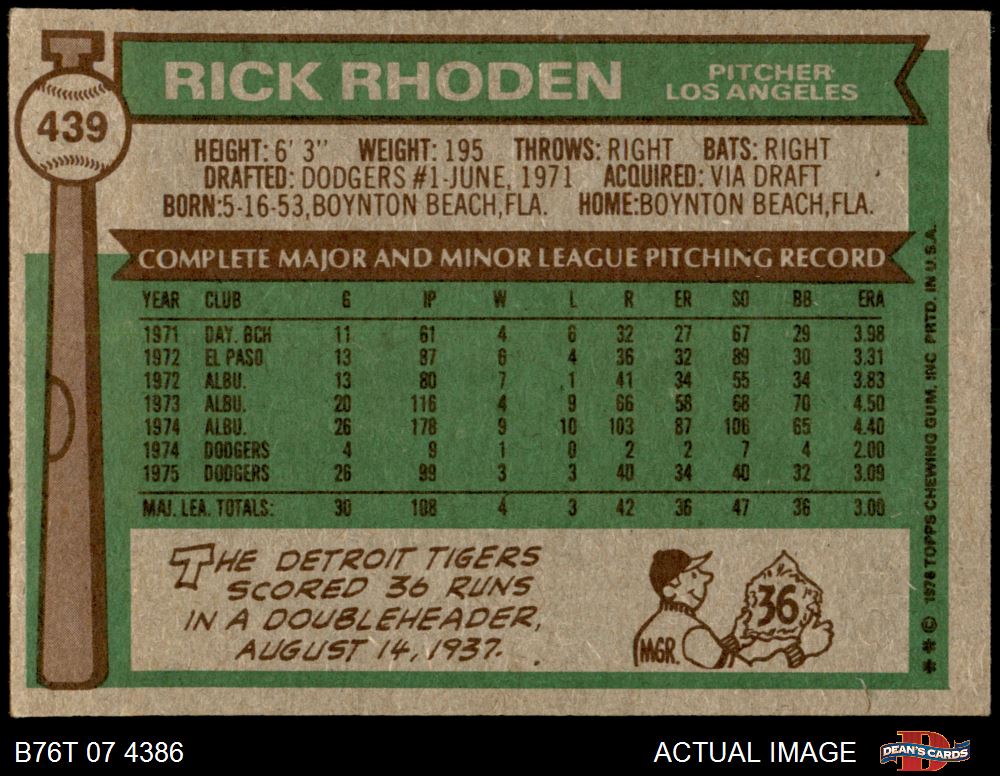 439
RICK RHODEN
PITCHER
LOS ANGELES
HEIGHT: 6' 3" WEIGHT: 195 THROWS: RIGHT BATS: RIGHT
DRAFTED: DODGERS #1-JUNE, 1971 ACQUIRED: VIA DRAFT
BORN:5-16-53,BOYNTON BEACH,FLA. HOME:BOYNTON BEACH,FLA.
COMPLETE MAJOR AND MINOR LEAGUE PITCHING RECORD
YEAR CLUB G IP W L R ER SO BB ERA
1971 DAY. BCH 11 61 4 6 32 27 67 29 3.98
1972 EL PASO 13 87 6 4 36 32 89 30 3.31
1972 ALBU. 13 80 7 1 41 34 55 34 3.83
1973 ALBU. 20 116 4 9 66 58 68 70 4.50
1974 ALBU. 26 178 9 10 103 87 106 65 4.40
1974 DODGERS 4 9 1 0 2 2 7 4 2.00
1975 DODGERS 26 99 3 3 40 34 40 32 3.09
MAJ. LEA. TOTALS: 30 108 4 3 42 36 47 36 3.00
THE DETROIT TIGERS
SCORED 36 RUNS
IN A DOUBLEHEADER,
AUGUST 14, 1937.
MGR.
36
** © 1976 TOPPS CHEWING GUM, INC PRTD. IN U.S.A.
B76T 07 4386
ACTUAL IMAGE
D
DEAN'S CARDS